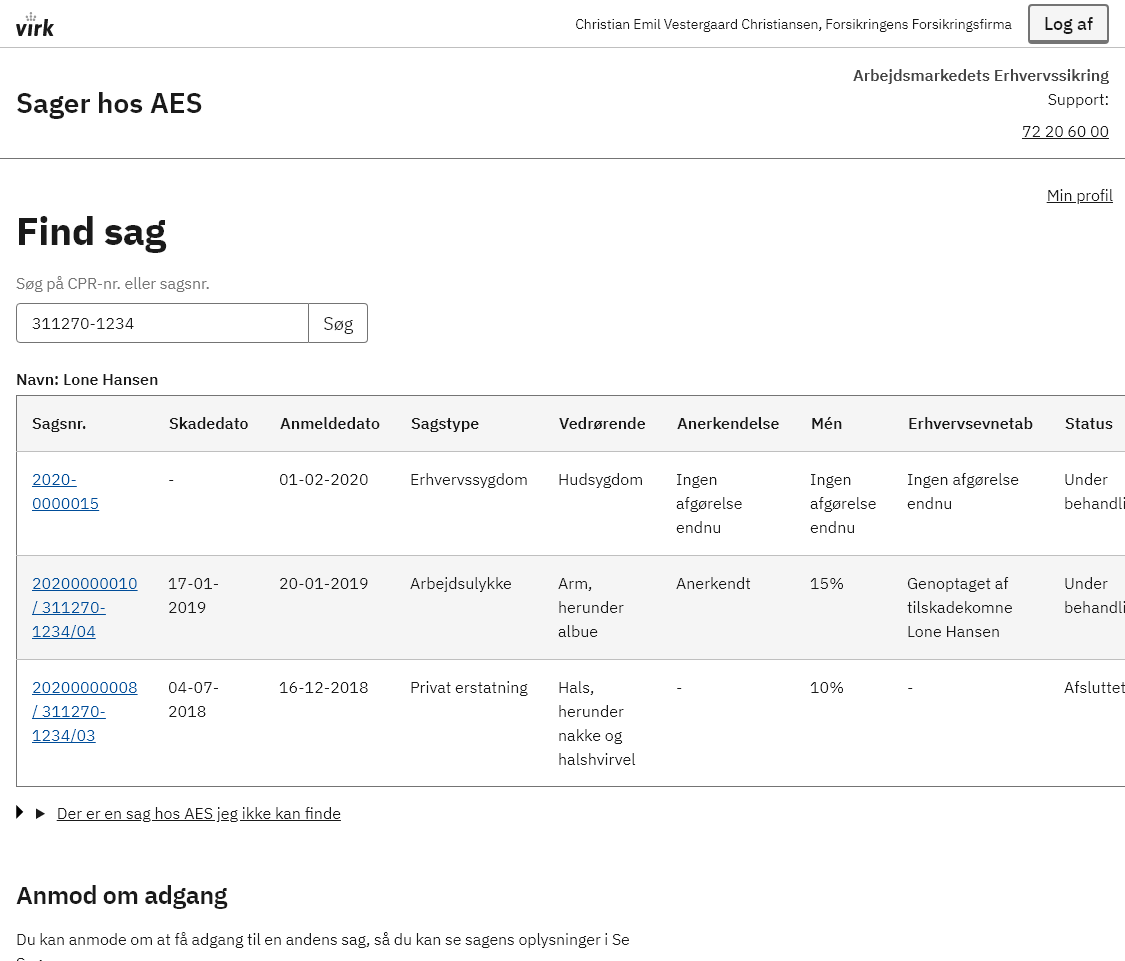 virk
Christian Emil Vestergaard Christiansen, Forsikringens Forsikringsfirma
Log af
Sager hos AES
Arbejdsmarkedets Erhvervssikring
Support:
72 20 60 00
Min profil
Find sag
Søg på CPR-nr. eller sagsnr.
311270-1234
Søg
Navn: Lone Hansen
Sagsnr. Skadedato Anmeldedato Sagstype Vedrørende Anerkendelse Mén Erhvervsevnetab Status
2020- - 01-02-2020 Erhvervssygdom Hudsygdom Ingen Ingen Ingen afgørelse Under
0000015 afgørelse afgørelse endnu behandli
endnu endnu
20200000010 17-01- 20-01-2019 Arbejdsulykke Arm, Anerkendt 15% Genoptaget af Under
/ 311270- 2019 herunder tilskadekomne behandli
1234/04 albue Lone Hansen
20200000008 04-07- 16-12-2018 Privat erstatning Hals, - 10% - Afsluttet
/ 311270- 2018 herunder
1234/03 nakke og
halshvirvel
Der er en sag hos AES jeg ikke kan finde
Anmod om adgang
Du kan anmode om at få adgang til en andens sag, så du kan se sagens oplysninger i Se